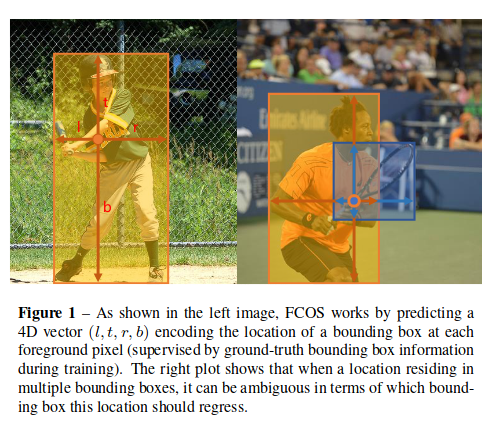 t
l
r
b
Emirates Airline
CITIZEN
Figure 1 – As shown in the left image, FCOS works by predicting a
4D vector (l, t, r, b) encoding the location of a bounding box at each
foreground pixel (supervised by ground-truth bounding box information
during training). The right plot shows that when a location residing in
multiple bounding boxes, it can be ambiguous in terms of which bound-
ing box this location should regress.